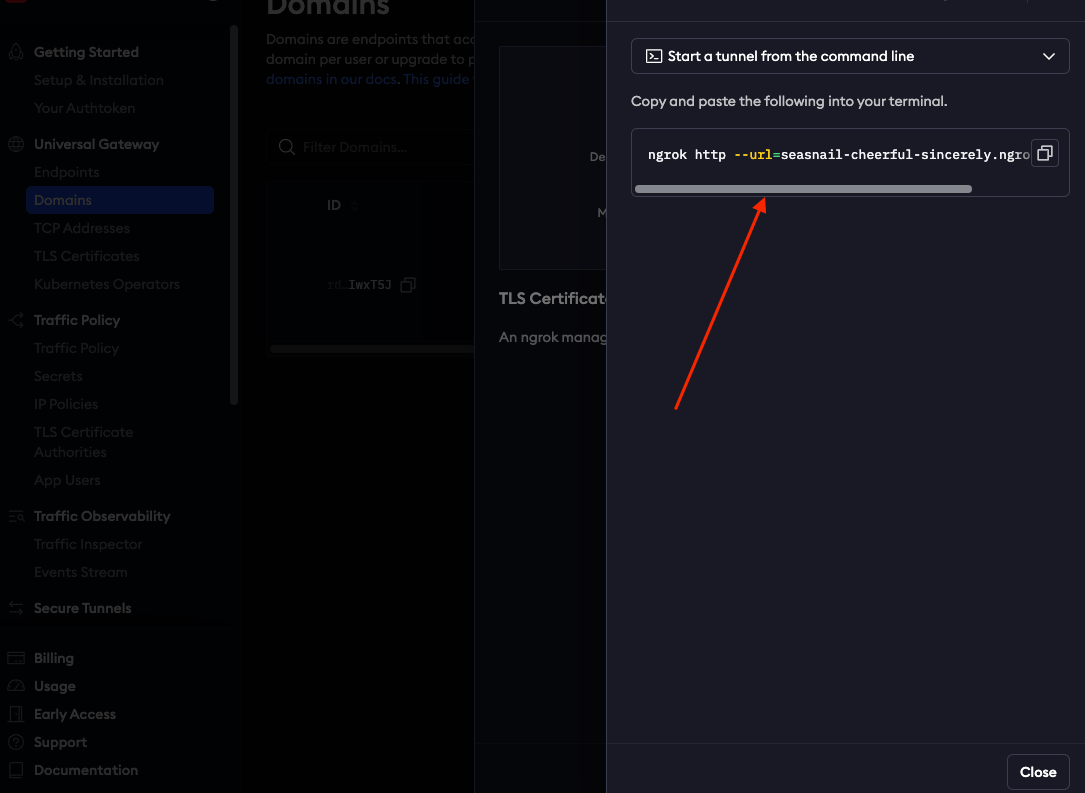 Domains
Domains are endpoints that acc
domain per user or upgrade to p
domains in our docs. This guide
Getting Started
Setup & Installation
Your Authtoken
Universal Gateway
Endpoints
Domains
TCP Addresses
TLS Certificates
Kubernetes Operators
Traffic Policy
Traffic Policy
Secrets
IP Policies
TLS Certificate
Authorities
App Users
Traffic Observability
Traffic Inspector
Events Stream
Secure Tunnels
Billing
Usage
Early Access
Support
Documentation
Filter Domains...
ID
rd…IwxT5J
De
M
TLS Certificat
An ngrok manag
Start a tunnel from the command line
Copy and paste the following into your terminal.
ngrok http --url=seasnail-cheerful-sincerely.ngro
Close